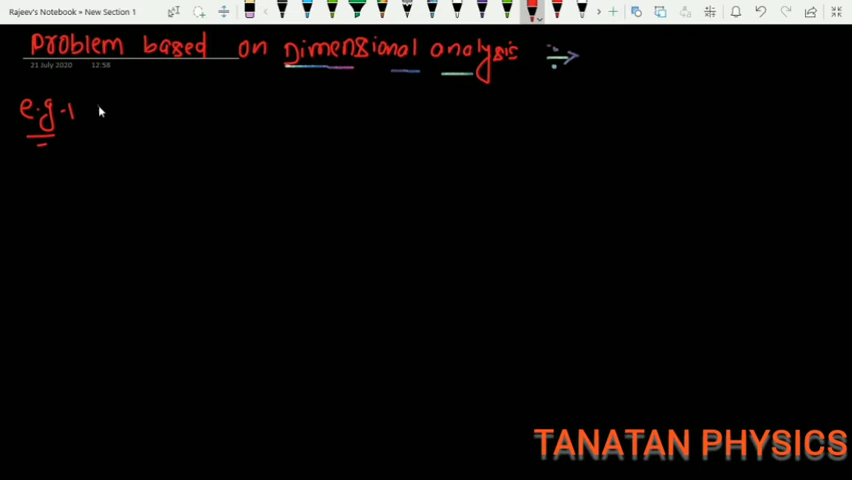 Rajeev's Notebook » New Section 1
Problem based on Dimensional analysis
21 July 2020 12:58
e.g.-1
TANATAN PHYSICS